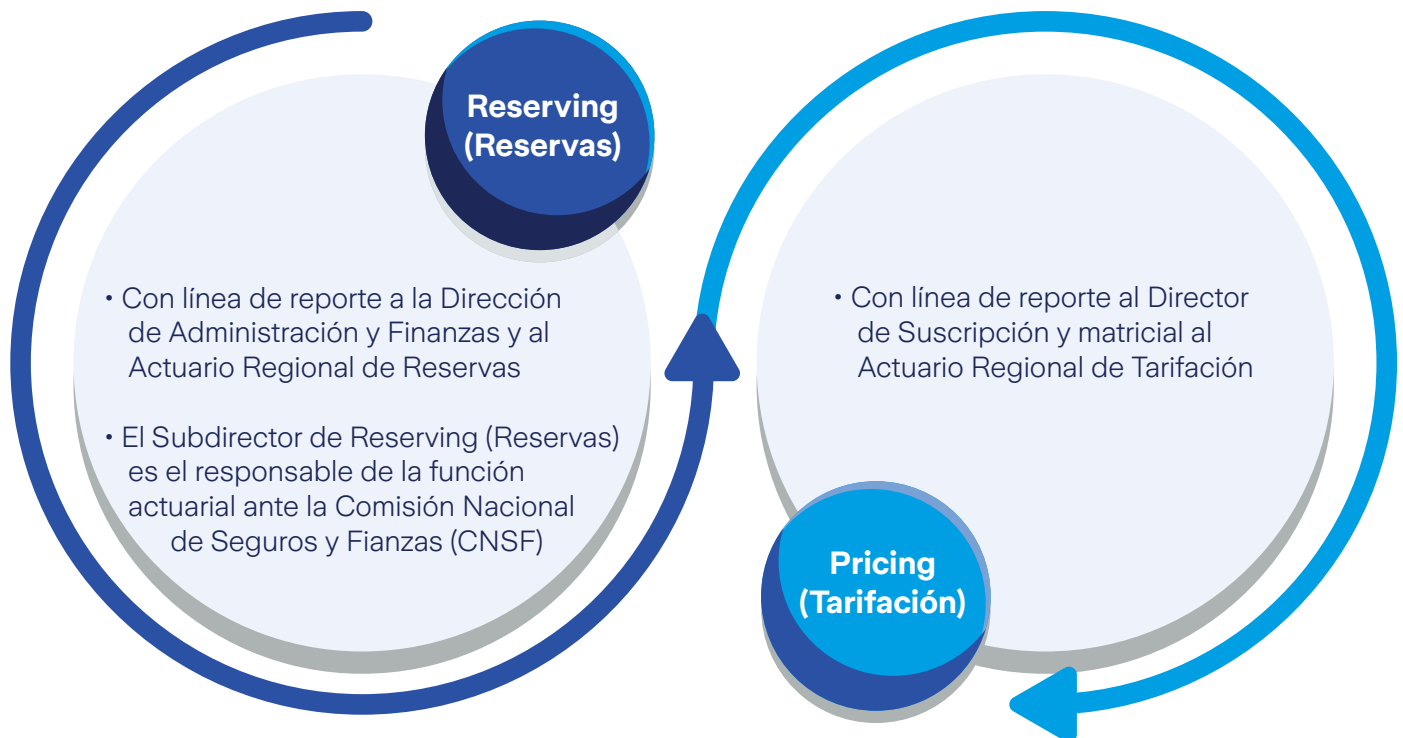 Reserving
(Reservas)
• Con línea de reporte a la Dirección
de Administración y Finanzas y al
Actuario Regional de Reservas
• El Subdirector de Reserving (Reservas)
es el responsable de la función
actuarial ante la Comisión Nacional
de Seguros y Fianzas (CNSF)
• Con línea de reporte al Director
de Suscripción y matricial al
Actuario Regional de Tarifación
Pricing
(Tarifación)